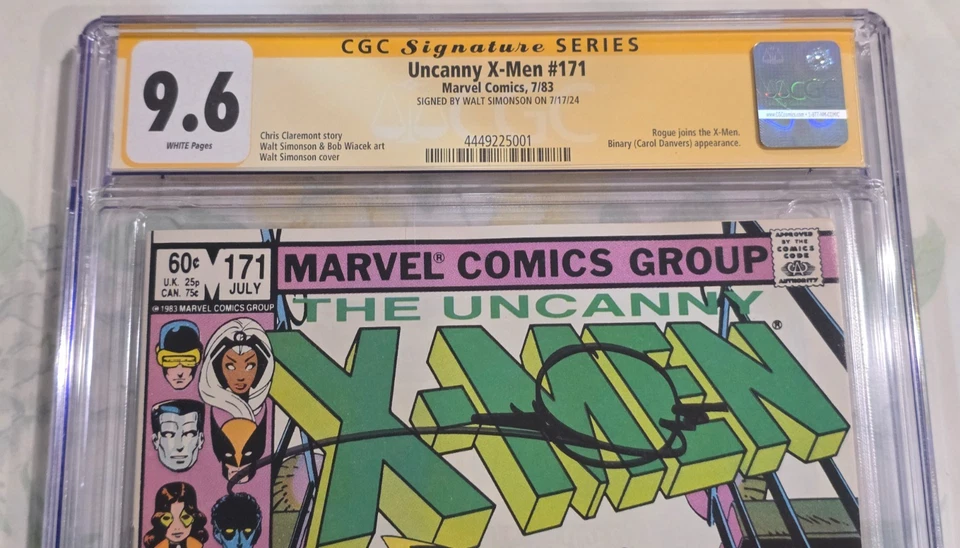 CGC Signature SERIES
9.6
WHITE Pages
Uncanny X-Men #171
Marvel Comics, 7/83
SIGNED BY WALT SIMONSON ON 7/17/24
Chris Claremont story
Walt Simonson & Bob Wiacek art
Walt Simonson cover
4449225001
Rogue joins the X-Men.
Binary (Carol Danvers) appearance.
CGC
60¢
U.K. 25p
CAN. 75¢
M
171
JULY
© 1983 MARVEL COMICS GROUP
MARVEL® COMICS GROUP
APPROVED
BY THE
COMICS
CODE
AUTHORITY
THE UNCANNY
X-MEN®